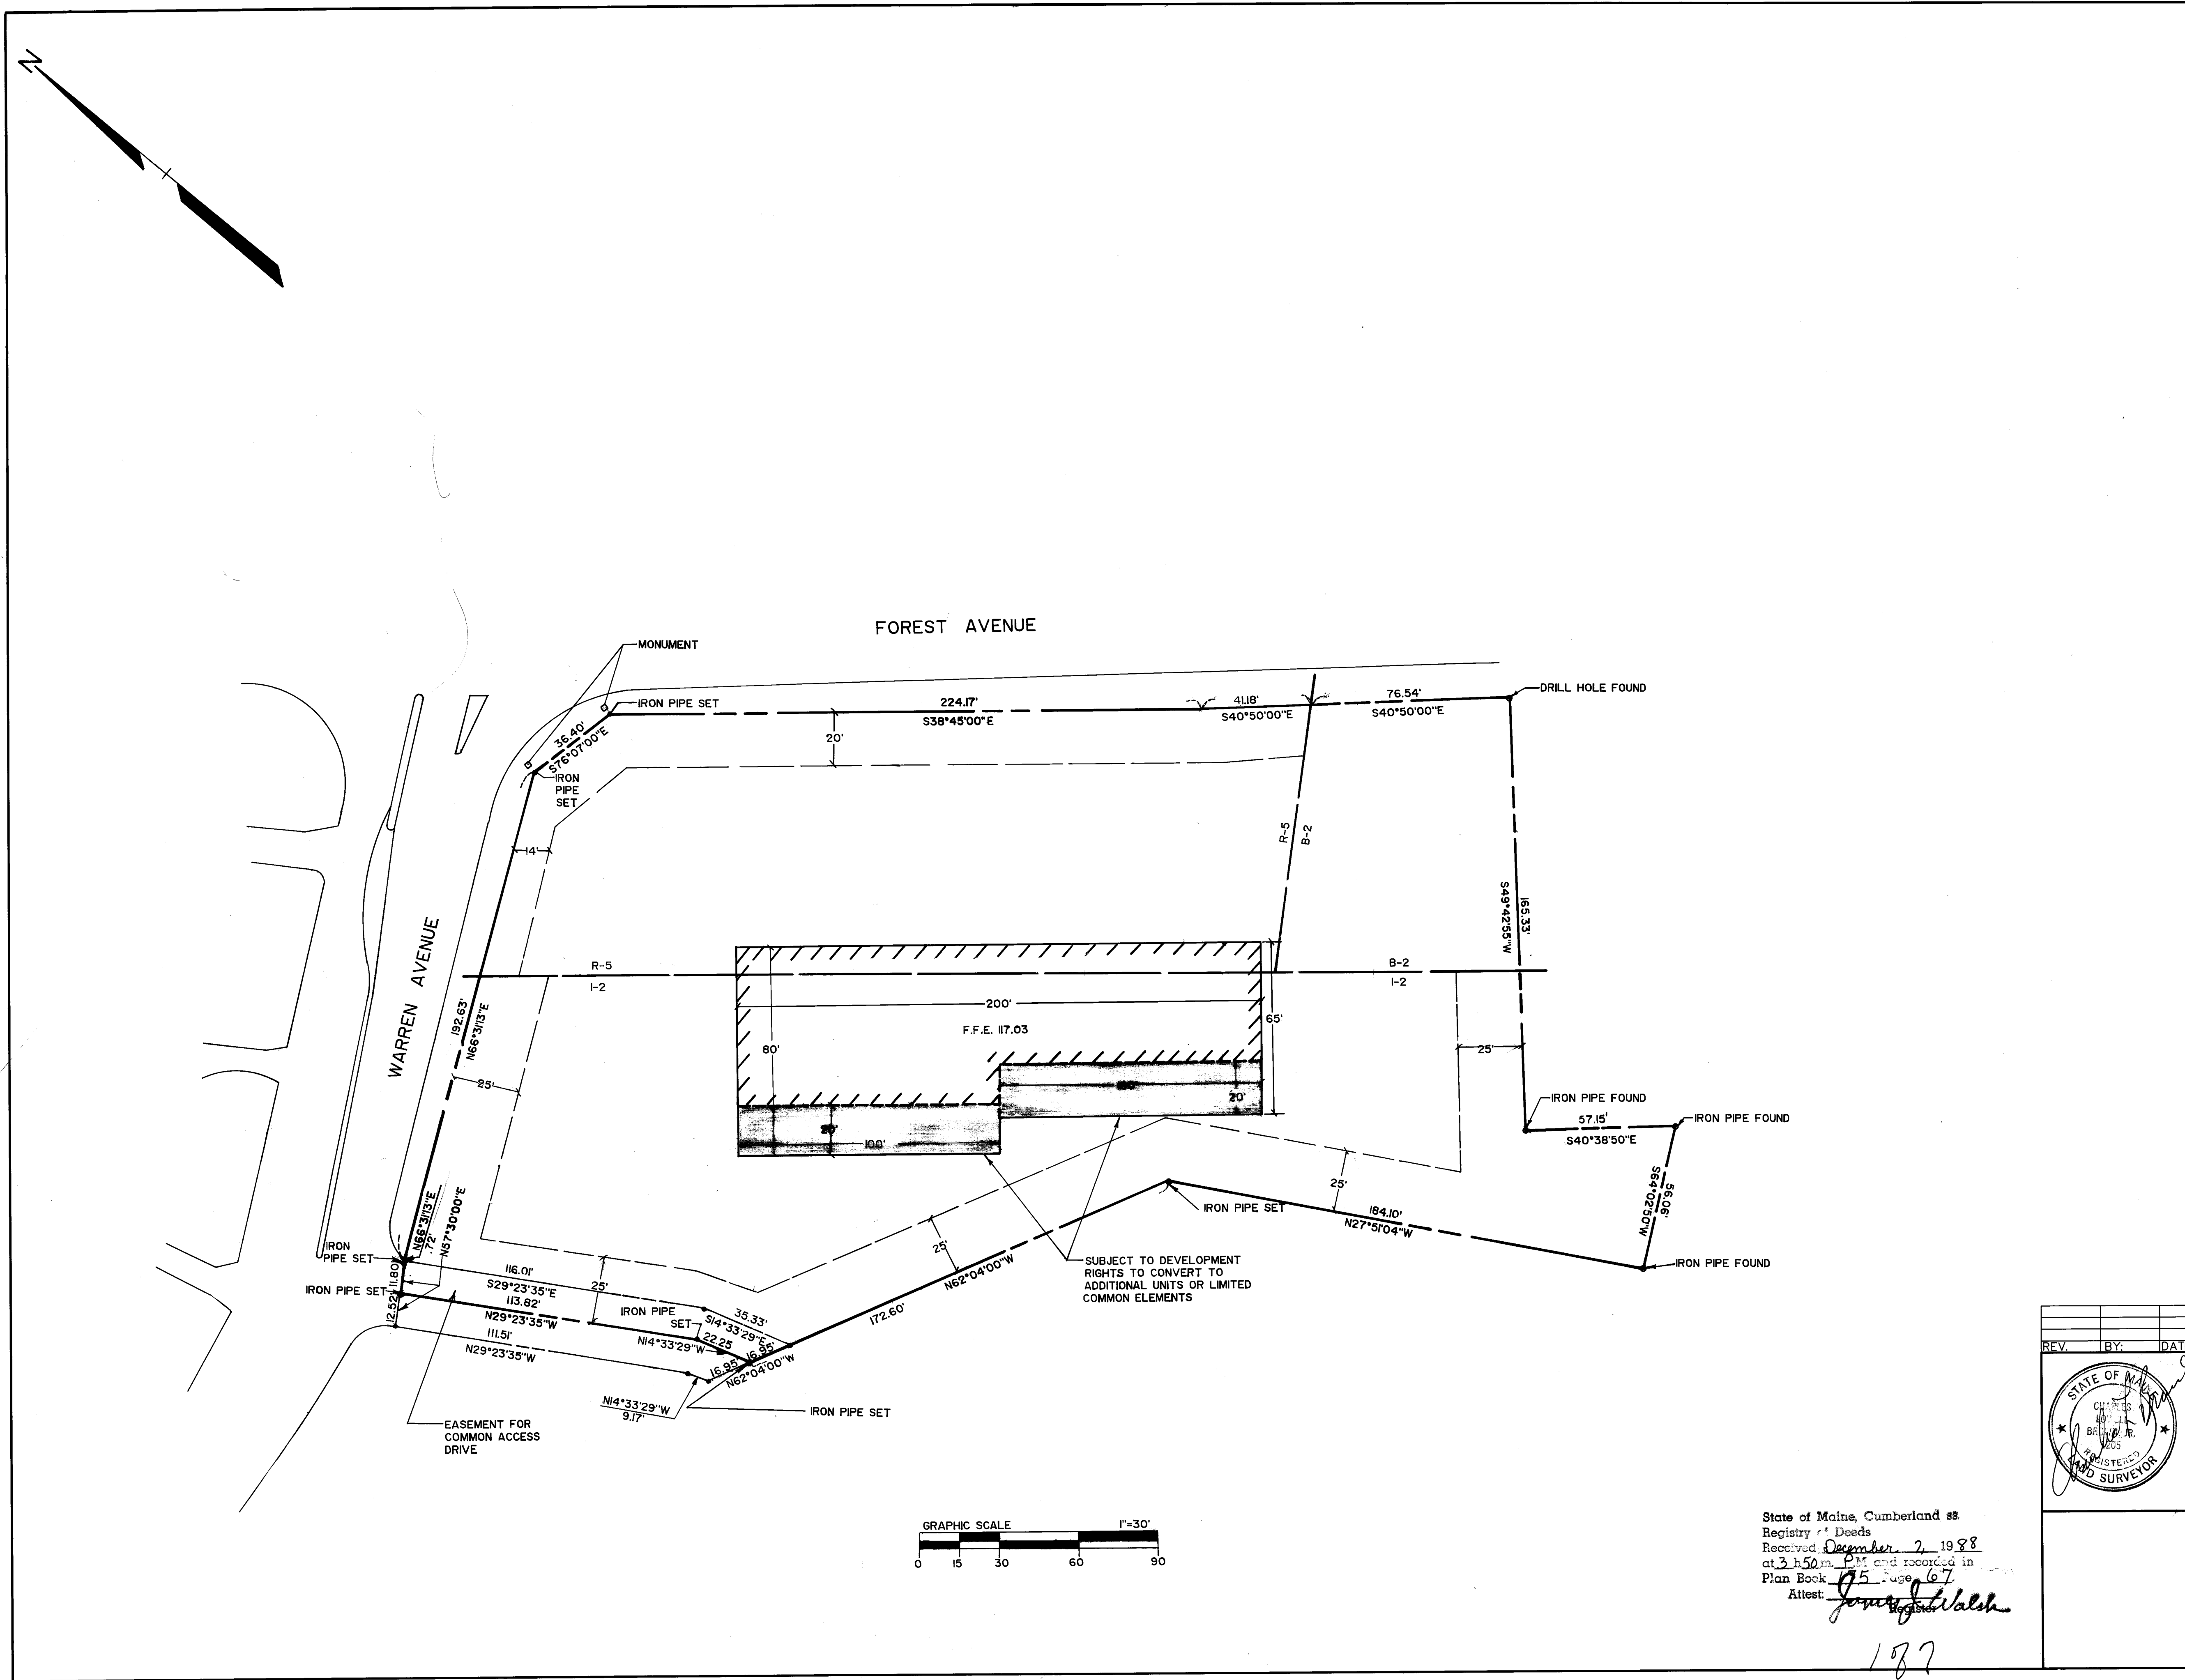 N
FOREST AVENUE
MONUMENT
IRON PIPE SET
224.17'
S38°45'00"E
41.18'
S40°50'00"E
76.54'
S40°50'00"E
DRILL HOLE FOUND
36.40'
S76°07'00"E
IRON
PIPE
SET
20'
14'
R-5
B-2
165.33'
S49°42'55"W
WARREN AVENUE
R-5
I-2
B-2
I-2
192.63'
N66°31'13"E
200'
F.F.E. 117.03
65'
80'
25'
25'
20'
20'
100'
IRON PIPE FOUND
57.15'
S40°38'50"E
IRON PIPE FOUND
56.06'
S64°02'50"W
IRON PIPE FOUND
25'
184.10'
N27°51'04"W
IRON PIPE SET
25'
N62°04'00"W
172.60'
SUBJECT TO DEVELOPMENT
RIGHTS TO CONVERT TO
ADDITIONAL UNITS OR LIMITED
COMMON ELEMENTS
N66°31'13"E
.72'
N57°30'00"E
IRON
PIPE SET
IRON PIPE SET
11.80'
12.52'
116.01'
S29°23'35"E
113.82'
N29°23'35"W
111.51'
N29°23'35"W
25'
IRON PIPE
SET
35.33'
S14°33'29"E
22.25
N14°33'29"W
16.95'
16.95'
N62°04'00"W
N14°33'29"W
9.17'
IRON PIPE SET
EASEMENT FOR
COMMON ACCESS
DRIVE
GRAPHIC SCALE 1"=30'
0 15 30 60 90
REV. BY: DAT
STATE OF MAINE
CHARLES
BROWN, JR.
REGISTERED
LAND SURVEYOR
State of Maine, Cumberland ss.
Registry of Deeds
Received December 2, 1988
at 3 h 50 m. P M and recorded in
Plan Book 175 Page 67
Attest: James J Walsh
Register